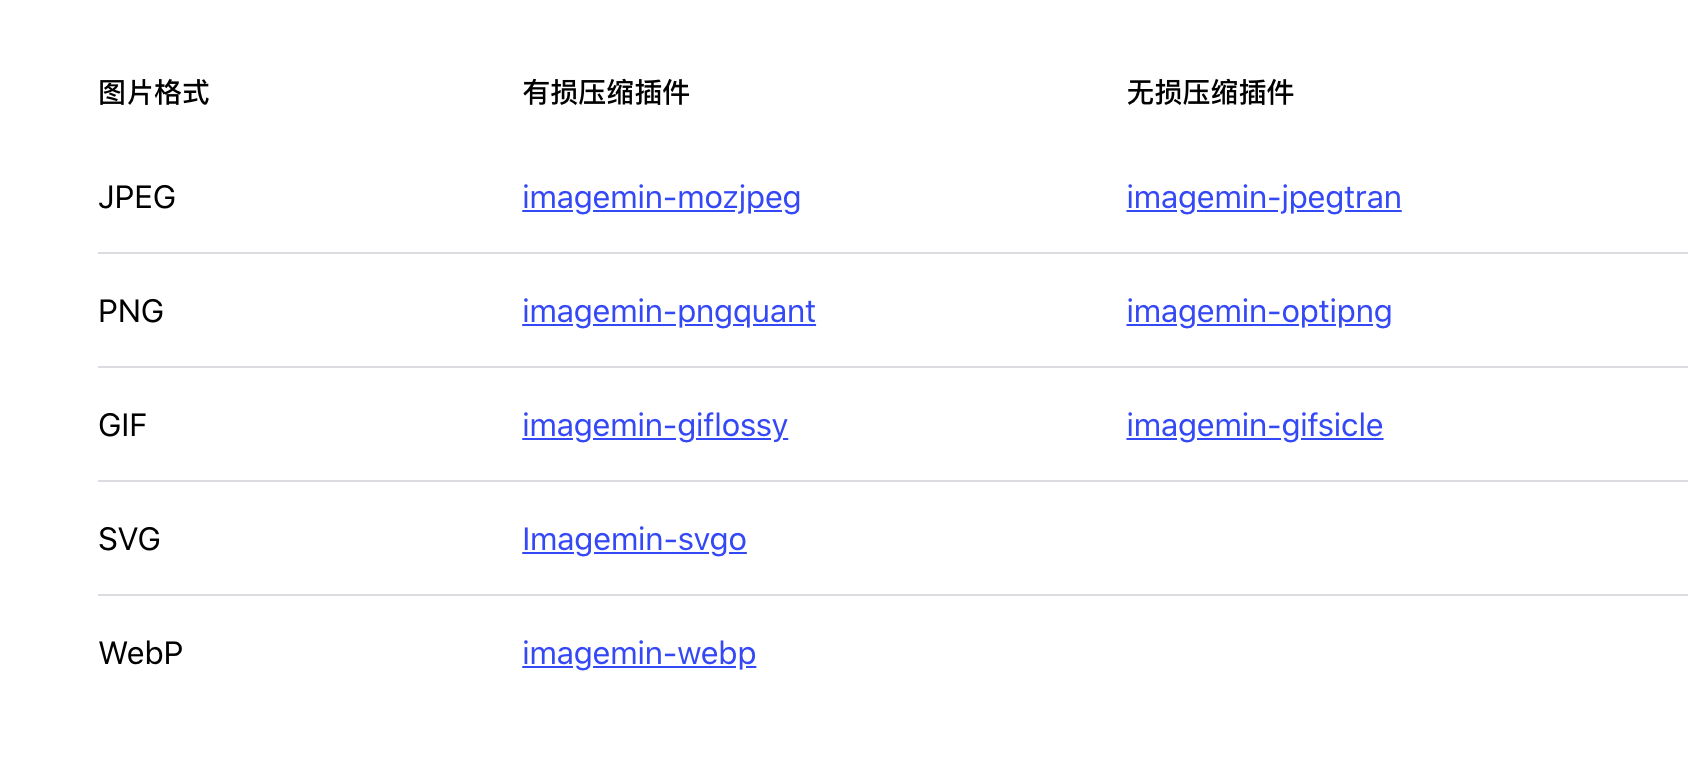 图片格式 有损压缩插件 无损压缩插件
JPEG imagemin-mozjpeg imagemin-jpegtran
PNG imagemin-pngquant imagemin-optipng
GIF imagemin-giflossy imagemin-gifsicle
SVG Imagemin-svgo
WebP imagemin-webp